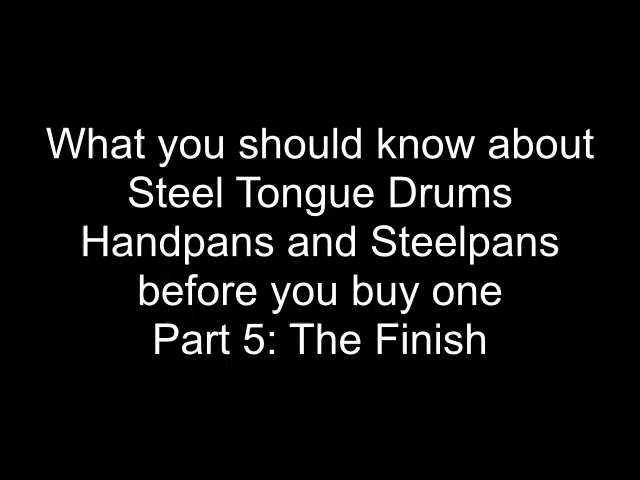 What you should know about
Steel Tongue Drums
Handpans and Steelpans
before you buy one
Part 5: The Finish